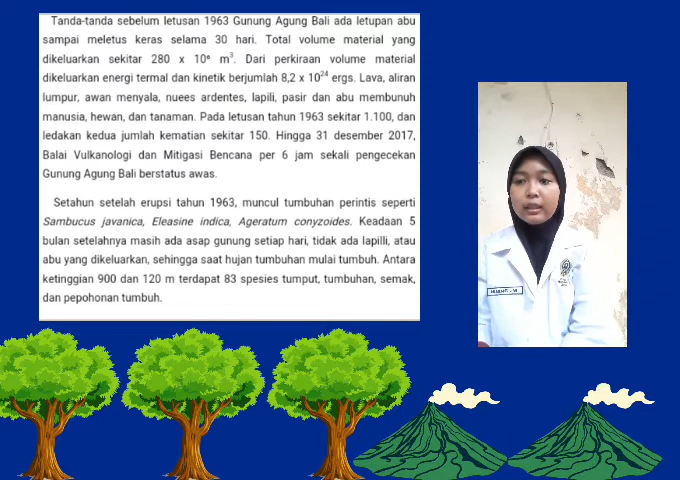 Tanda-tanda sebelum letusan 1963 Gunung Agung Bali ada letupan abu
sampai meletus keras selama 30 hari. Total volume material yang
dikeluarkan sekitar 280 x 10⁶ m³. Dari perkiraan volume material
dikeluarkan energi termal dan kinetik berjumlah 8,2 x 10²⁴ ergs. Lava, aliran
lumpur, awan menyala, nuees ardentes, lapili, pasir dan abu membunuh
manusia, hewan, dan tanaman. Pada letusan tahun 1963 sekitar 1.100, dan
ledakan kedua jumlah kematian sekitar 150. Hingga 31 desember 2017,
Balai Vulkanologi dan Mitigasi Bencana per 6 jam sekali pengecekan
Gunung Agung Bali berstatus awas.
Setahun setelah erupsi tahun 1963, muncul tumbuhan perintis seperti
Sambucus javanica, Eleasine indica, Ageratum conyzoides. Keadaan 5
bulan setelahnya masih ada asap gunung setiap hari, tidak ada lapilli, atau
abu yang dikeluarkan, sehingga saat hujan tumbuhan mulai tumbuh. Antara
ketinggian 900 dan 120 m terdapat 83 spesies tumput, tumbuhan, semak,
dan pepohonan tumbuh.